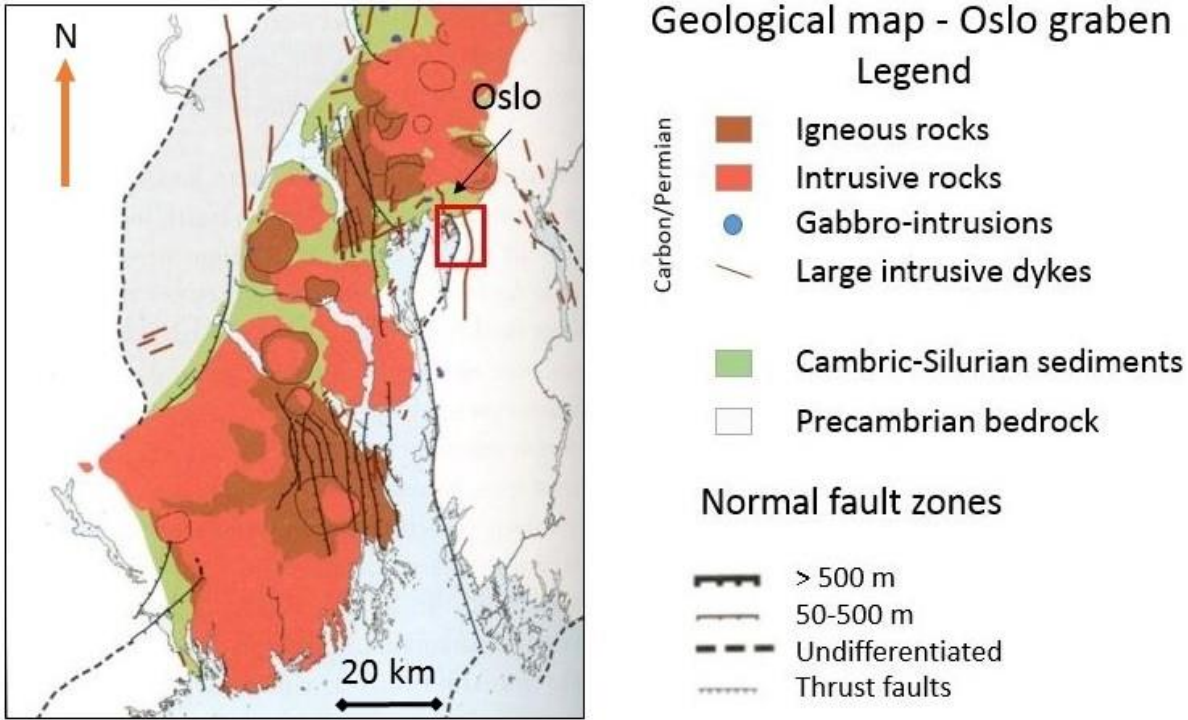 N
Oslo
20 km
Geological map - Oslo graben
Legend
Carbon/Permian
Igneous rocks
Intrusive rocks
Gabbro-intrusions
Large intrusive dykes
Cambric-Silurian sediments
Precambrian bedrock
Normal fault zones
> 500 m
50-500 m
Undifferentiated
Thrust faults